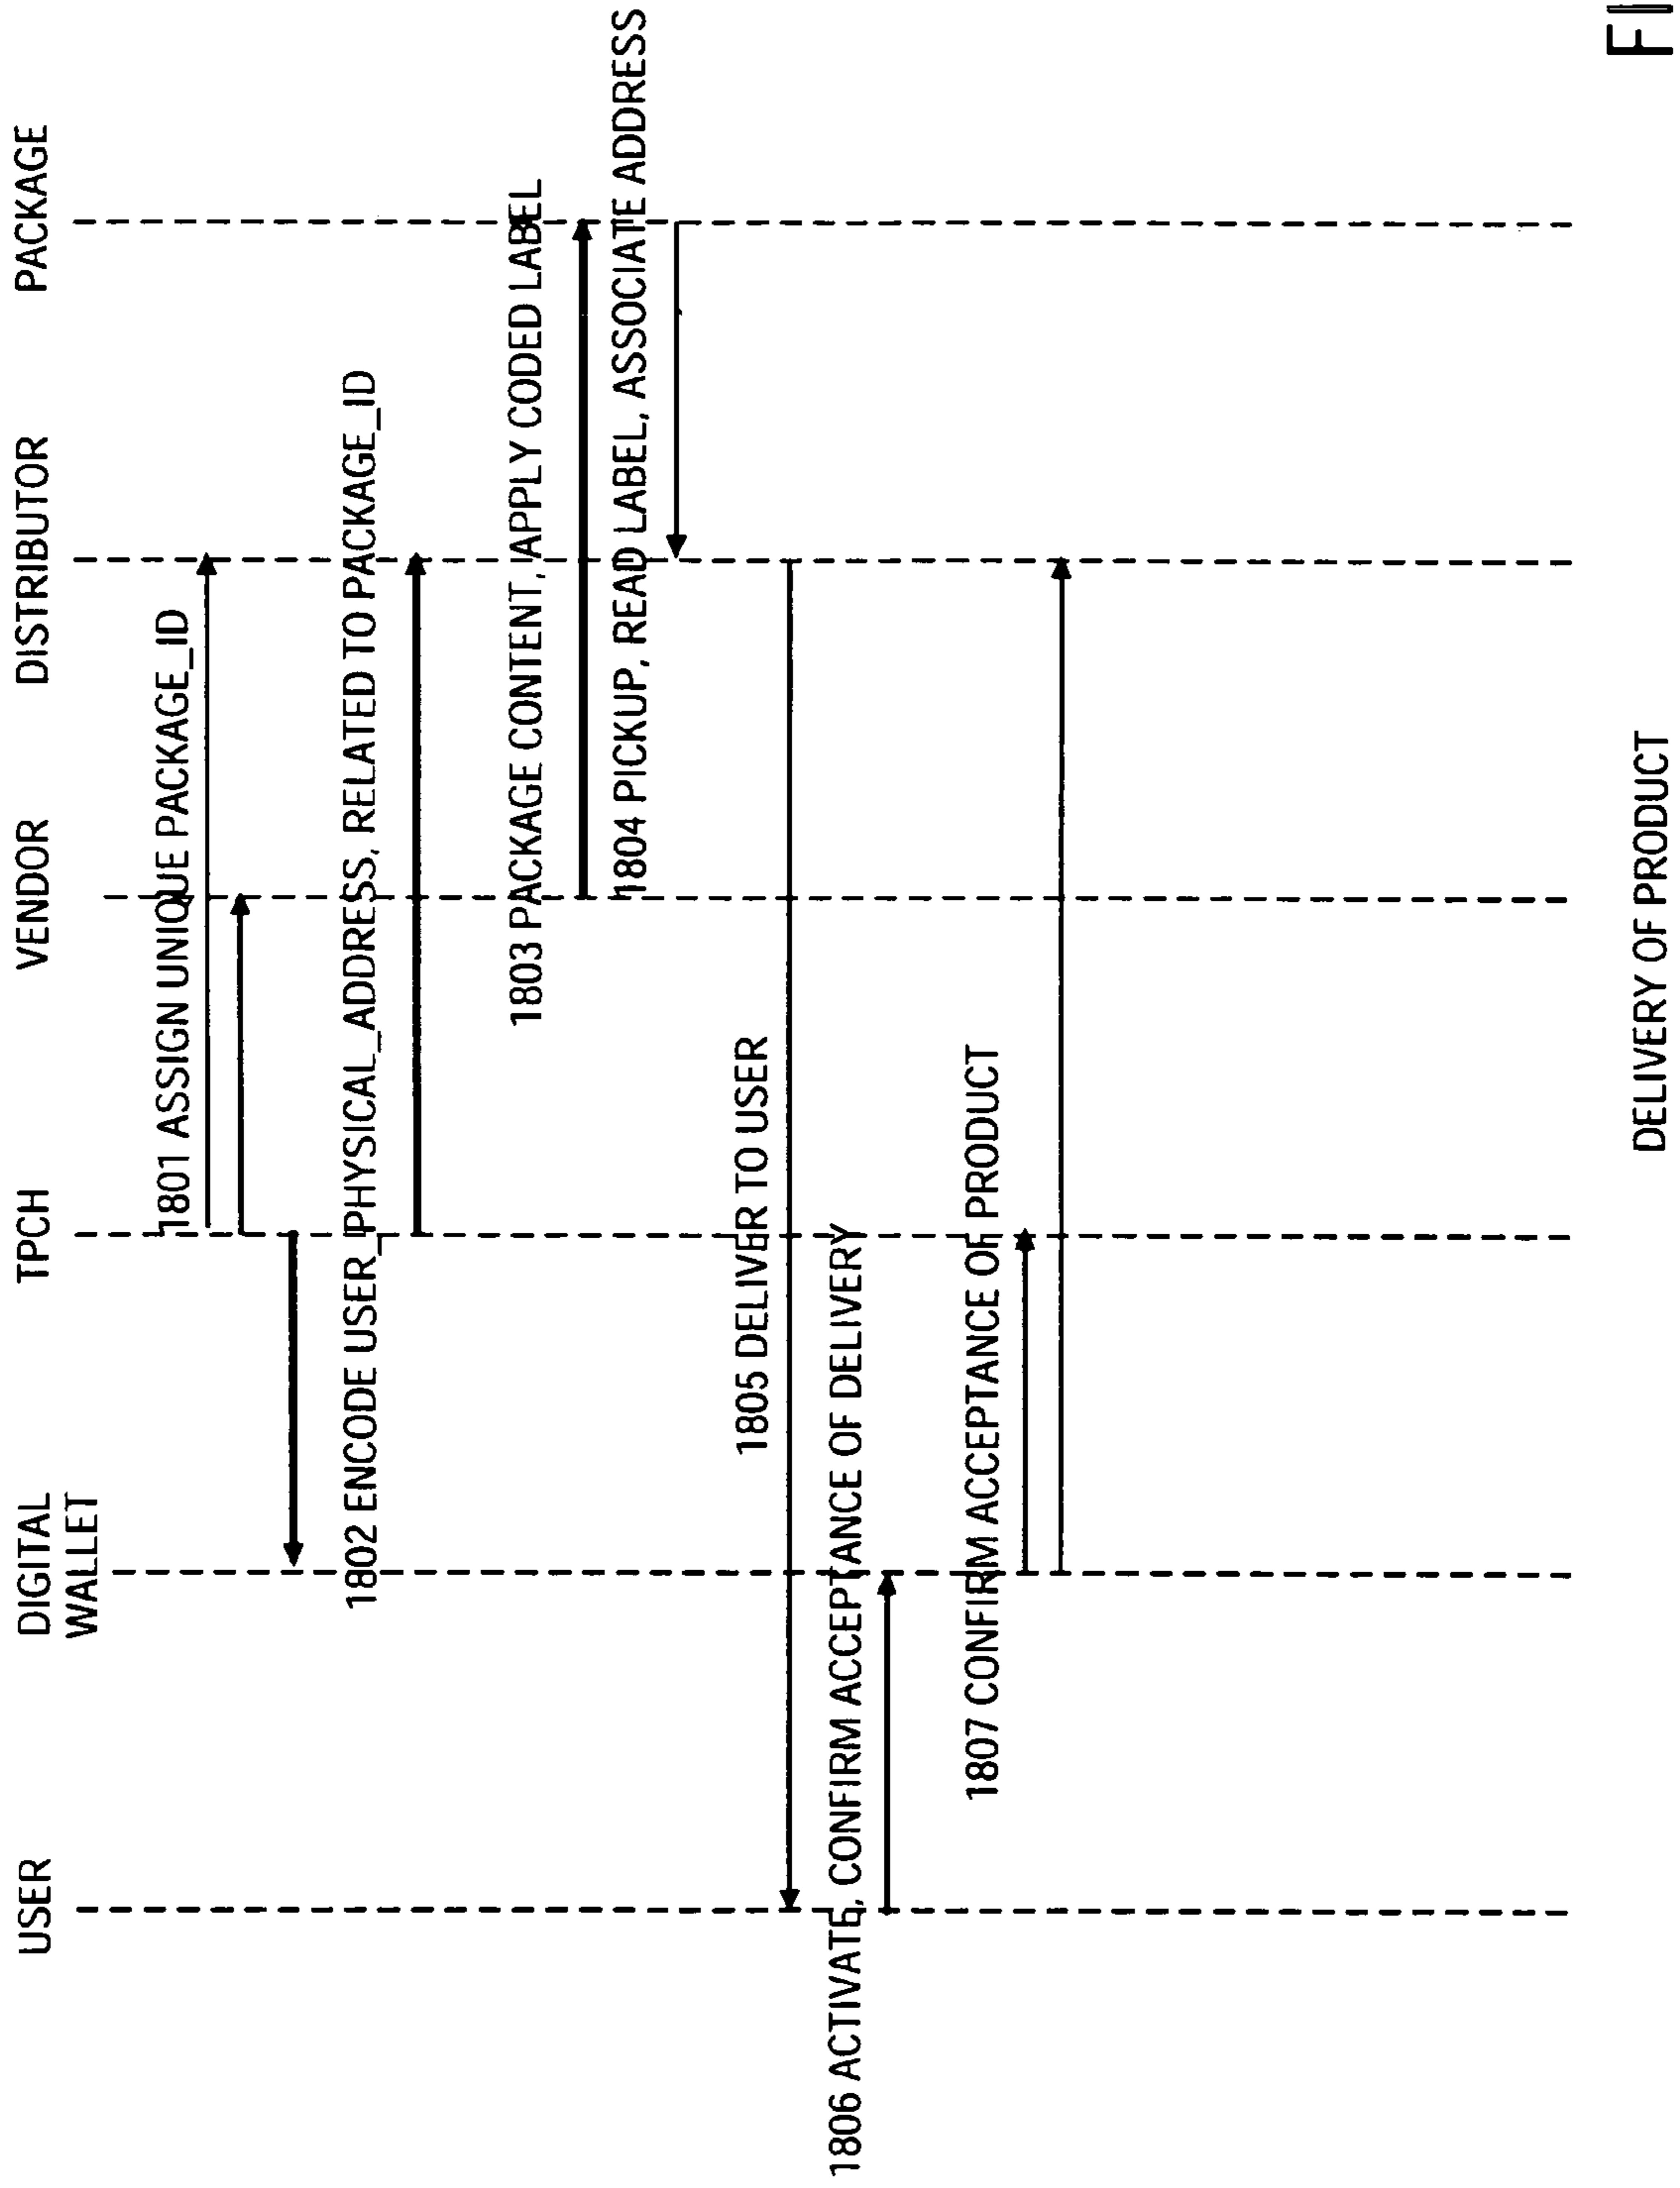 USER
DIGITAL
WALLET
TPCH
VENDOR
DISTRIBUTOR
PACKAGE
1801 ASSIGN UNIQUE PACKAGE_ID
1802 ENCODE USER_PHYSICAL_ADDRESS, RELATED TO PACKAGE_ID
1803 PACKAGE CONTENT, APPLY CODED LABEL
1804 PICKUP, READ LABEL, ASSOCIATE ADDRESS
1805 DELIVER TO USER
1806 ACTIVATE, CONFIRM ACCEPTANCE OF DELIVERY
1807 CONFIRM ACCEPTANCE OF PRODUCT
DELIVERY OF PRODUCT